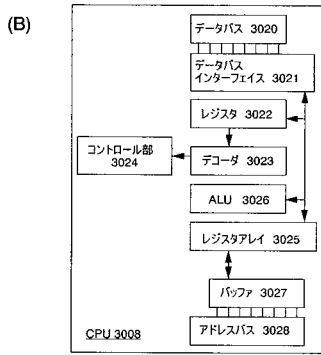 (B)
データバス 3020
データバス
インターフェイス 3021
レジスタ 3022
コントロール部
3024
デコーダ 3023
ALU 3026
レジスタアレイ 3025
バッファ 3027
CPU 3008
アドレスバス 3028